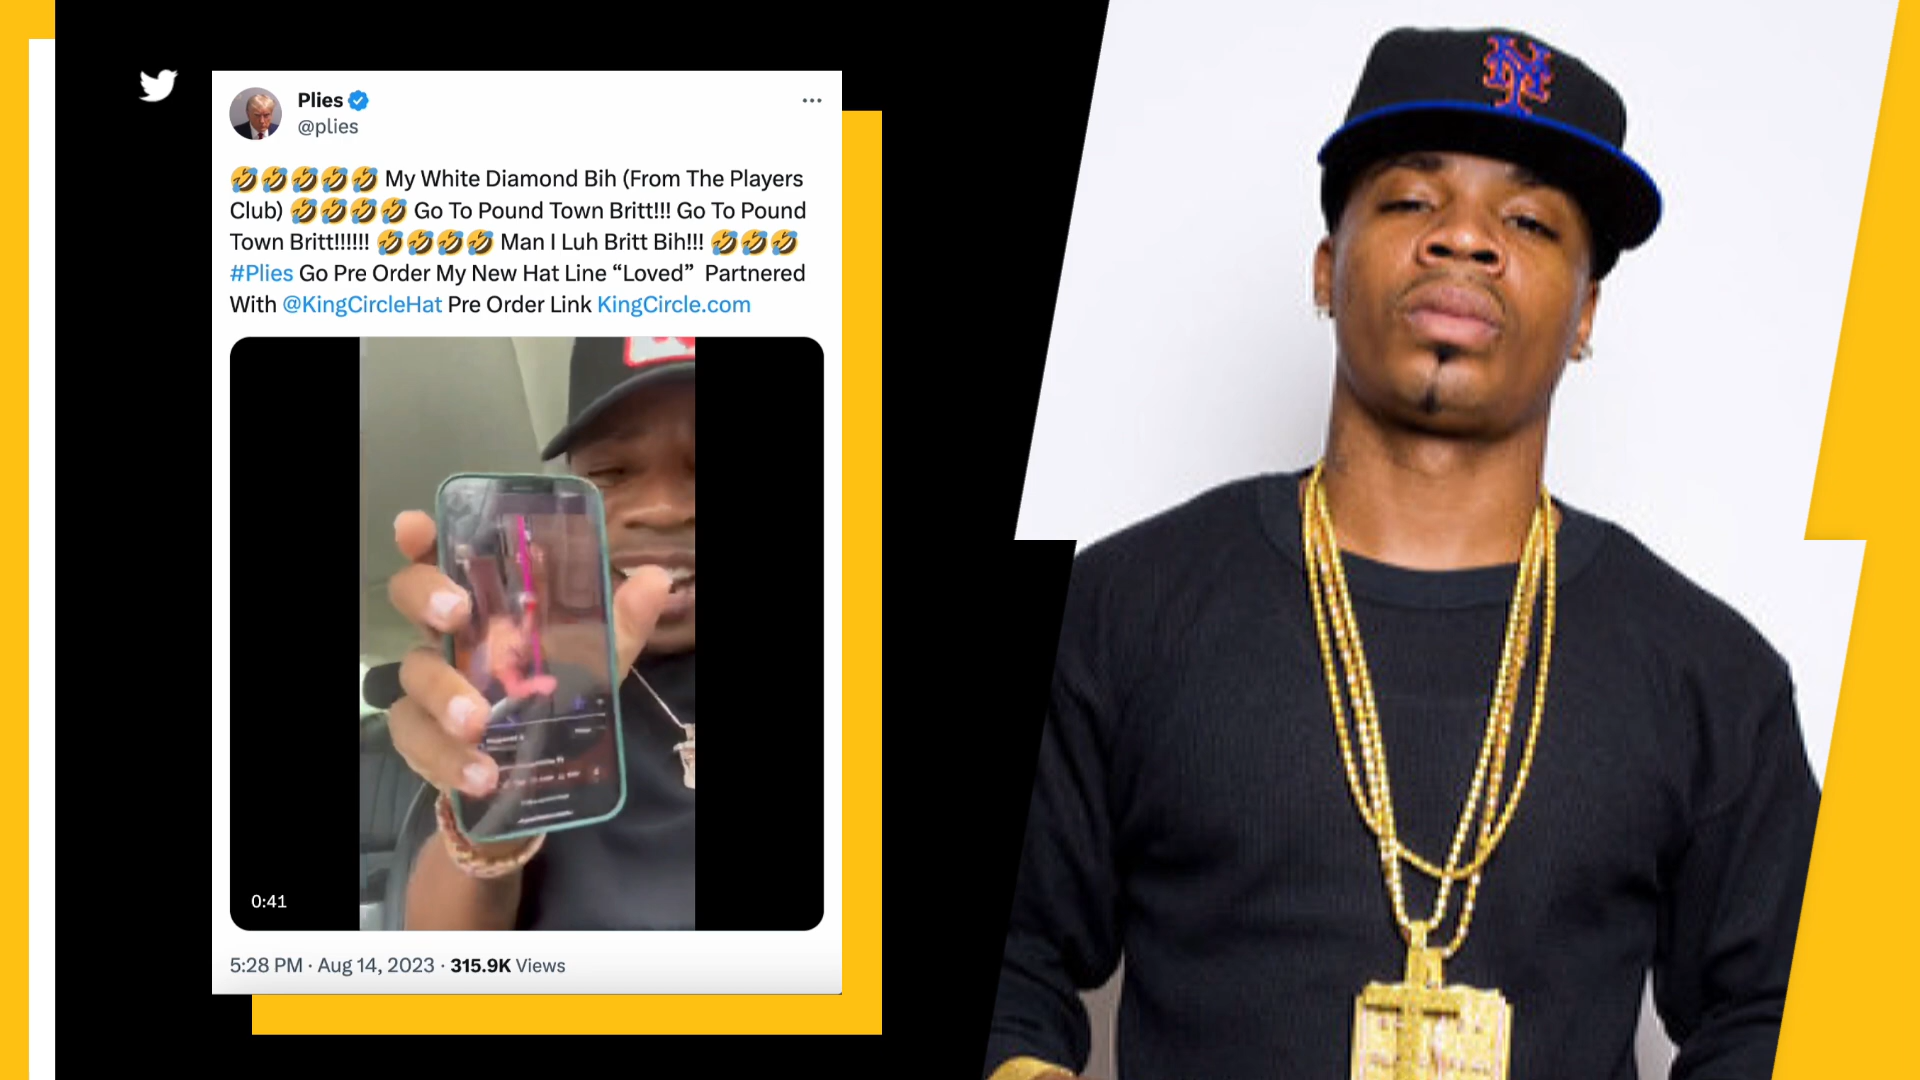 Plies
@plies
🤣🤣🤣🤣🤣 My White Diamond Bih (From The Players
Club) 🤣🤣🤣🤣 Go To Pound Town Britt!!! Go To Pound
Town Britt!!!!!! 🤣🤣🤣🤣 Man I Luh Britt Bih!!! 🤣🤣🤣
#Plies Go Pre Order My New Hat Line “Loved” Partnered
With @KingCircleHat Pre Order Link KingCircle.com
0:41
5:28 PM · Aug 14, 2023 · 315.9K Views
NY